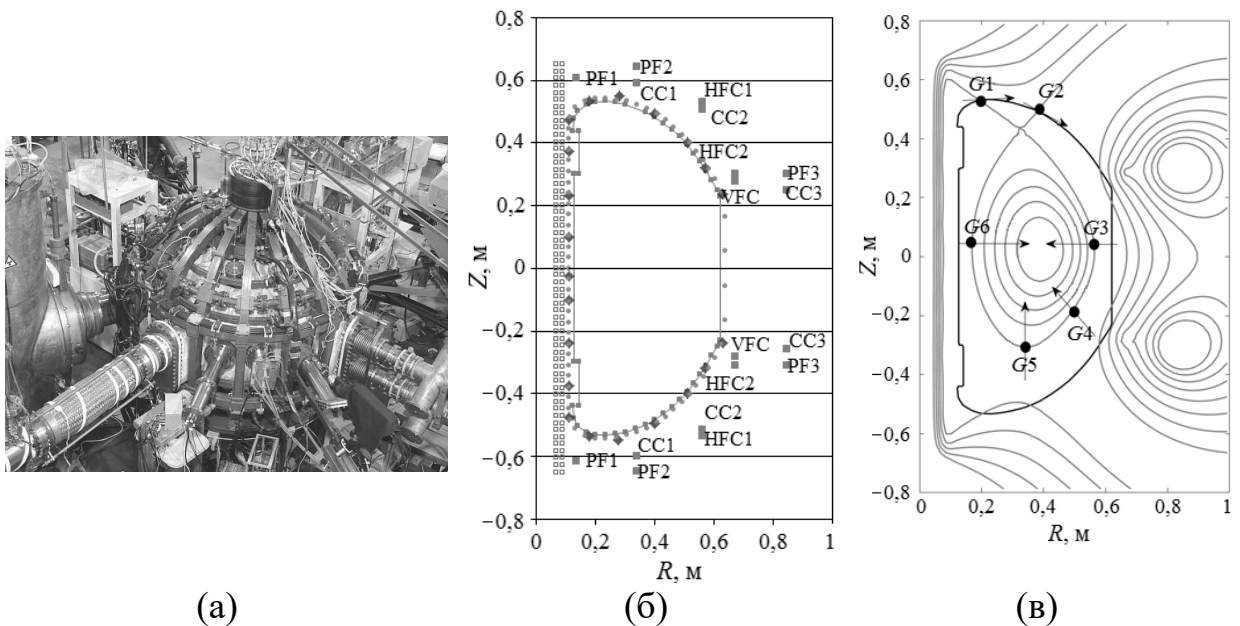 0,8
0,6
0,4
0,2
0
−0,2
−0,4
−0,6
−0,8
Z, м
PF1
PF2
CC1
HFC1
CC2
HFC2
PF3
CC3
VFC
VFC
CC3
PF3
HFC2
CC2
HFC1
CC1
PF1
PF2
0 0,2 0,4 0,6 0,8 1
R, м
0,8
0,6
0,4
0,2
0
−0,2
−0,4
−0,6
−0,8
Z, м
G1
G2
G6
G3
G4
G5
0 0,2 0,4 0,6 0,8 1
R, м
(а) (б) (в)